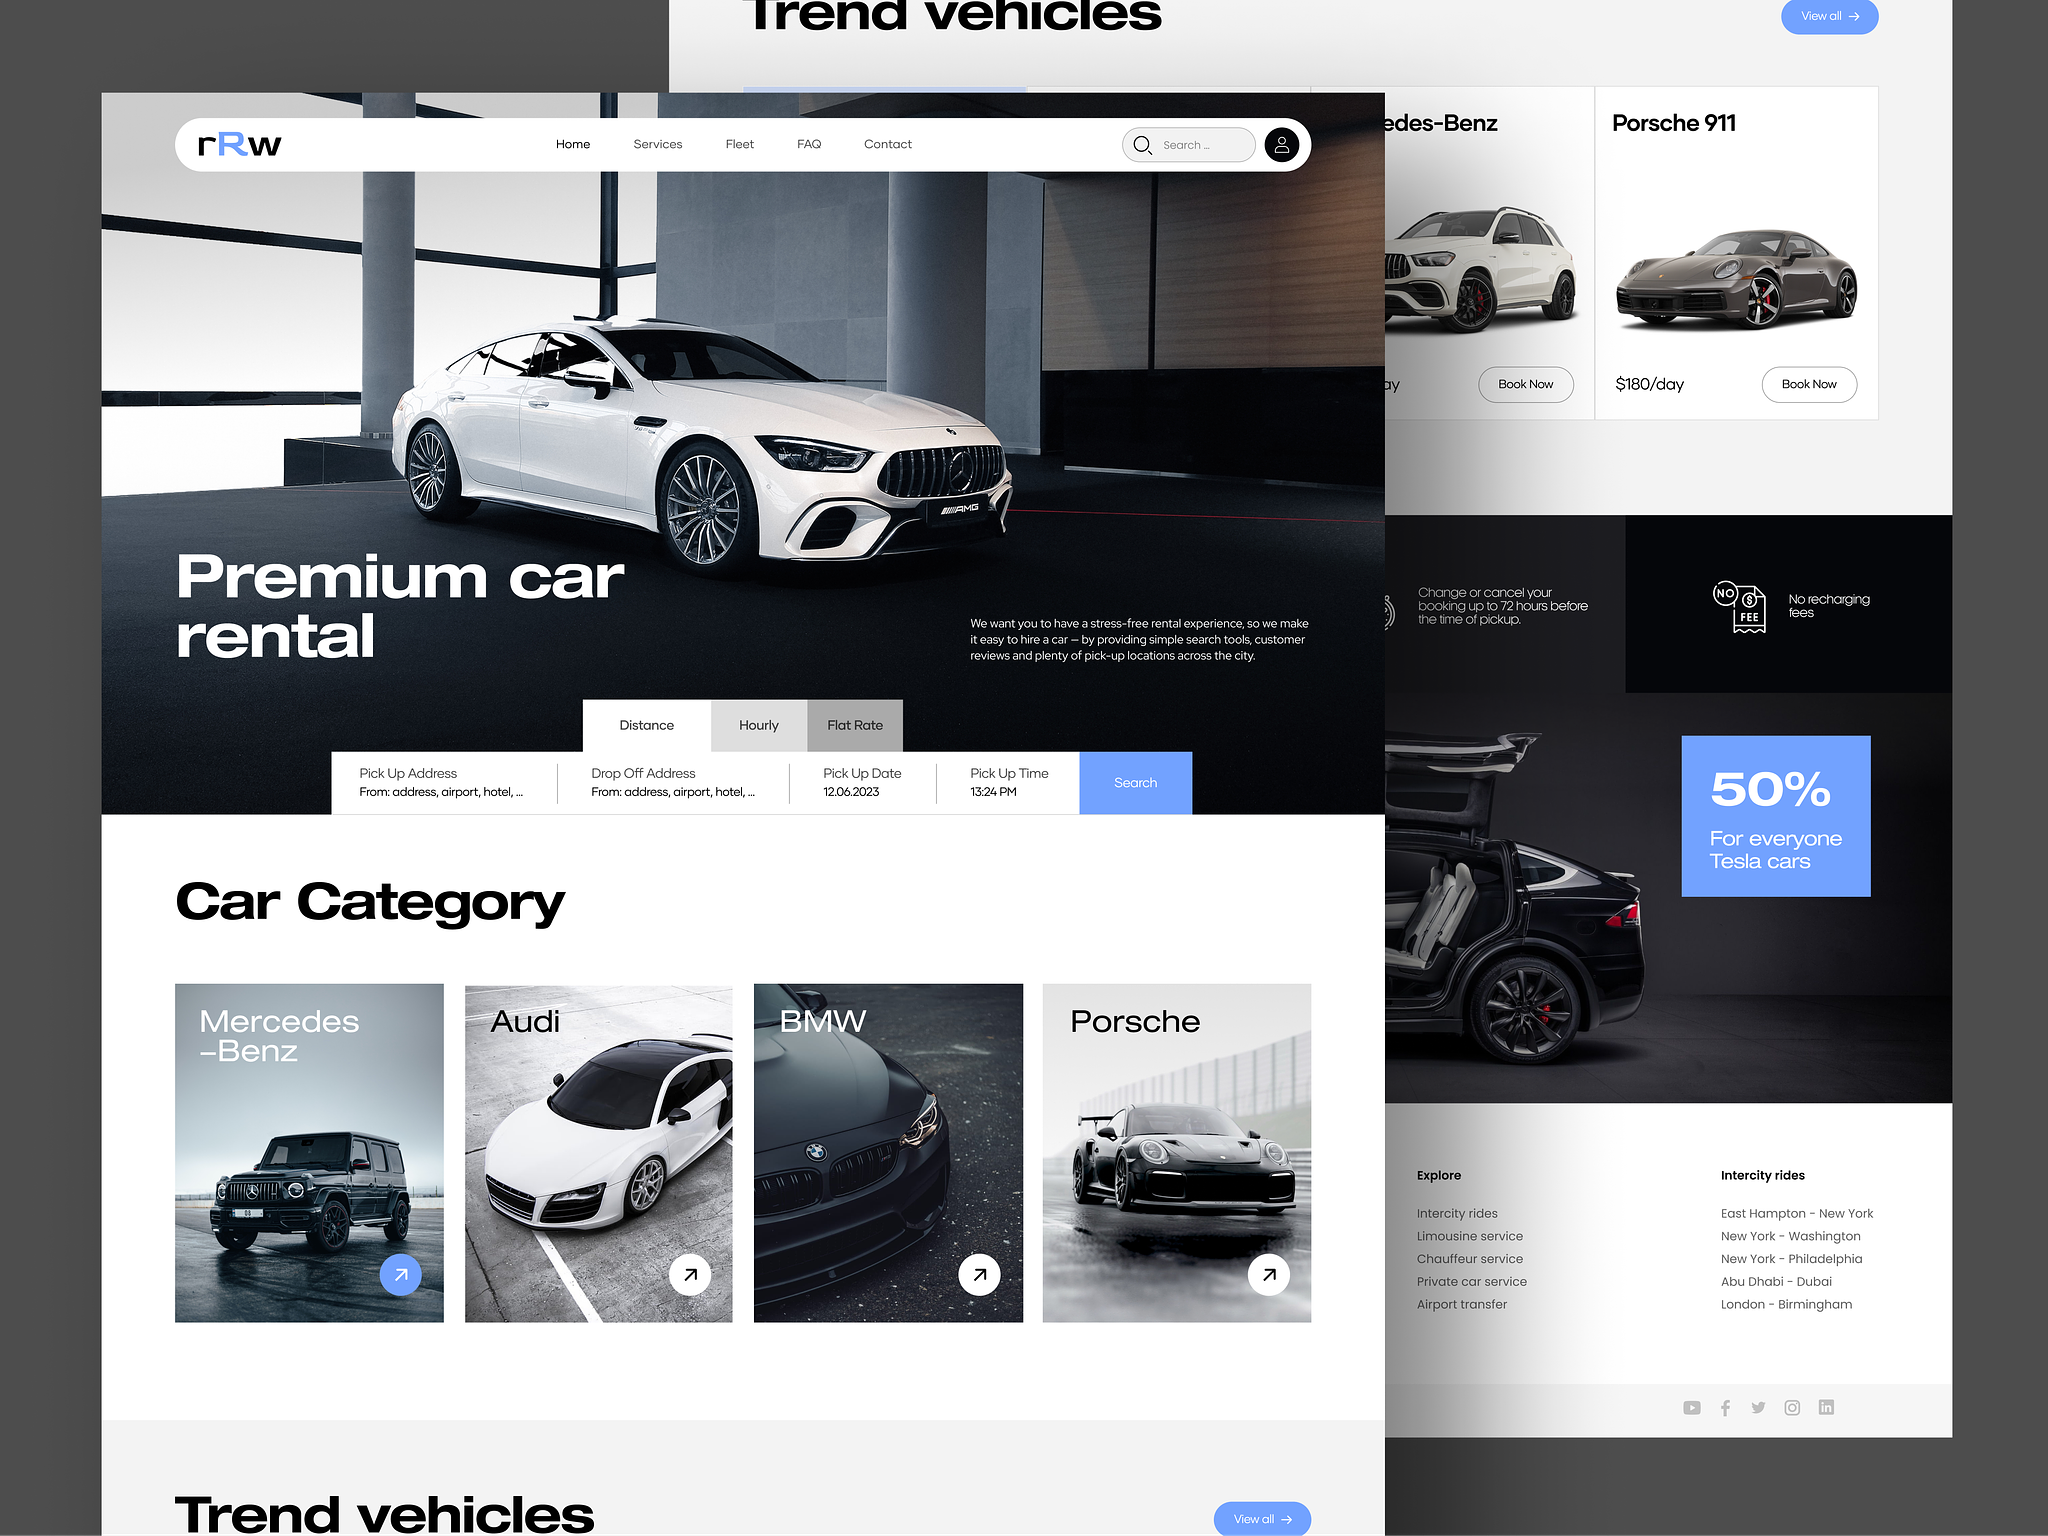 Trend vehicles
View all
rRw
Home
Services
Fleet
FAQ
Contact
Search ...
Premium car
rental
We want you to have a stress-free rental experience, so we make
it easy to hire a car – by providing simple search tools, customer
reviews and plenty of pick-up locations across the city.
Distance
Hourly
Flat Rate
Pick Up Address
From: address, airport, hotel, ...
Drop Off Address
From: address, airport, hotel, ...
Pick Up Date
12.06.2023
Pick Up Time
13:24 PM
Search
AMG
Car Category
Mercedes
–Benz
Audi
BMW
Porsche
Trend vehicles
View all
edes-Benz
ay
Book Now
Porsche 911
$180/day
Book Now
Change or cancel your
booking up to 72 hours before
the time of pickup.
NO
$
FEE
No recharging
fees
50%
For everyone
Tesla cars
Explore
Intercity rides
Limousine service
Chauffeur service
Private car service
Airport transfer
Intercity rides
East Hampton - New York
New York - Washington
New York - Philadelphia
Abu Dhabi - Dubai
London - Birmingham